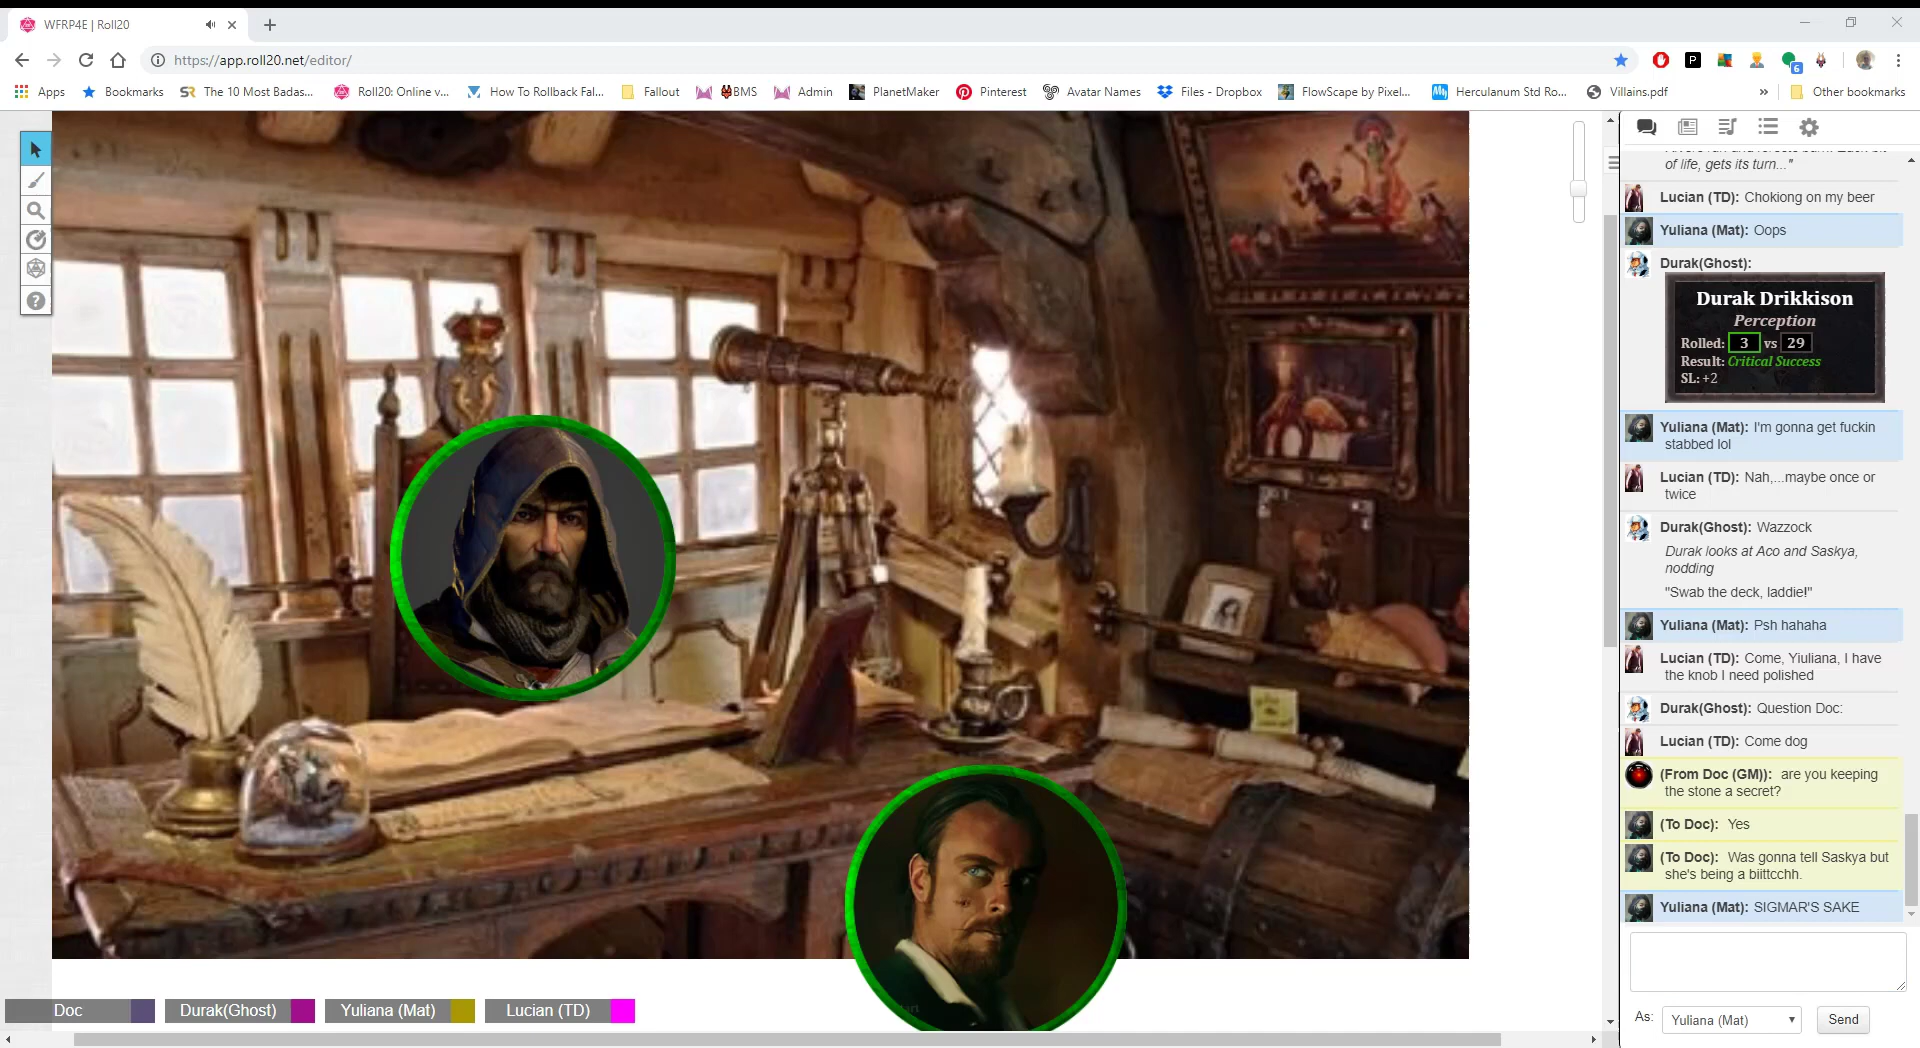 WFRP4E | Roll20
https://app.roll20.net/editor/
P
6
Apps
Bookmarks
The 10 Most Badas...
Roll20: Online v...
How To Rollback Fal...
Fallout
BMS
Admin
PlanetMaker
Pinterest
Avatar Names
Files - Dropbox
FlowScape by Pixel...
Herculanum Std Ro...
Villains.pdf
»
Other bookmarks
of life, gets its turn..."
Lucian (TD): Chokiong on my beer
Yuliana (Mat): Oops
Durak(Ghost):
Durak Drikkison
Perception
Rolled: 3 vs 29
Result: Critical Success
SL: +2
Yuliana (Mat): I'm gonna get fuckin
stabbed lol
Lucian (TD): Nah,...maybe once or
twice
Durak(Ghost): Wazzock
Durak looks at Aco and Saskya,
nodding
"Swab the deck, laddie!"
Yuliana (Mat): Psh hahaha
Lucian (TD): Come, Yiuliana, I have
the knob I need polished
Durak(Ghost): Question Doc:
Lucian (TD): Come dog
(From Doc (GM)): are you keeping
the stone a secret?
(To Doc): Yes
(To Doc): Was gonna tell Saskya but
she's being a biittcchh.
Yuliana (Mat): SIGMAR'S SAKE
As: Yuliana (Mat) Send
Doc
Durak(Ghost)
Yuliana (Mat)
Lucian (TD)